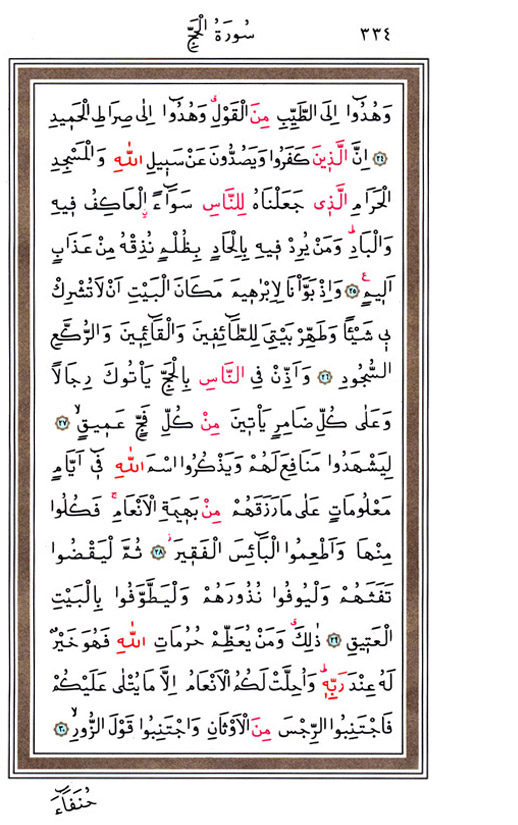 ٣٣٤ سُورَةُ الْحَجِّ
وَهُدُٓوا اِلَى الطَّيِّبِ مِنَ الْقَوْلِۚ وَهُدُٓوا اِلٰى صِرَاطِ الْحَمٖيدِ
﴿٢٤﴾ اِنَّ الَّذٖينَ كَفَرُوا وَيَصُدُّونَ عَنْ سَبٖيلِ اللّٰهِ وَالْمَسْجِدِ
الْحَرَامِ الَّذٖى جَعَلْنَاهُ لِلنَّاسِ سَوَٓاءًۨ الْعَاكِفُ فٖيهِ
وَالْبَادِۜ وَمَنْ يُرِدْ فٖيهِ بِاِلْحَادٍ بِظُلْمٍ نُذِقْهُ مِنْ عَذَابٍ
اَلٖيمٍࣖ ﴿٢٥﴾ وَاِذْ بَوَّأْنَا لِاِبْرٰهٖيمَ مَكَانَ الْبَيْتِ اَنْ لَا تُشْرِكْ
بٖى شَيْـًٔا وَطَهِّرْ بَيْتِىَ لِلطَّٓائِفٖينَ وَالْقَٓائِمٖينَ وَالرُّكَّعِ
السُّجُودِ ﴿٢٦﴾ وَاَذِّنْ فِى النَّاسِ بِالْحَجِّ يَأْتُوكَ رِجَالًا
وَعَلٰى كُلِّ ضَامِرٍ يَأْتٖينَ مِنْ كُلِّ فَجٍّ عَمٖيقٍۙ ﴿٢٧﴾
لِيَشْهَدُوا مَنَافِعَ لَهُمْ وَيَذْكُرُوا اسْمَ اللّٰهِ فٖٓى اَيَّامٍ
مَعْلُومَاتٍ عَلٰى مَا رَزَقَهُمْ مِنْ بَهٖيمَةِ الْاَنْعَامِۚ فَكُلُوا
مِنْهَا وَاَطْعِمُوا الْبَٓائِسَ الْفَقٖيرَؗ ﴿٢٨﴾ ثُمَّ لْيَقْضُوا
تَفَثَهُمْ وَلْيُوفُوا نُذُورَهُمْ وَلْيَطَّوَّفُوا بِالْبَيْتِ
الْعَتٖيقِ ﴿٢٩﴾ ذٰلِكَۗ وَمَنْ يُعَظِّمْ حُرُمَاتِ اللّٰهِ فَهُوَ خَيْرٌ
لَهُ عِنْدَ رَبِّهٖۜ وَاُحِلَّتْ لَكُمُ الْاَنْعَامُ اِلَّا مَا يُتْلٰى عَلَيْكُمْ
فَاجْتَنِبُوا الرِّجْسَ مِنَ الْاَوْثَانِ وَاجْتَنِبُوا قَوْلَ الزُّورِۙ ﴿٣٠﴾
حُنَفَٓاءَ